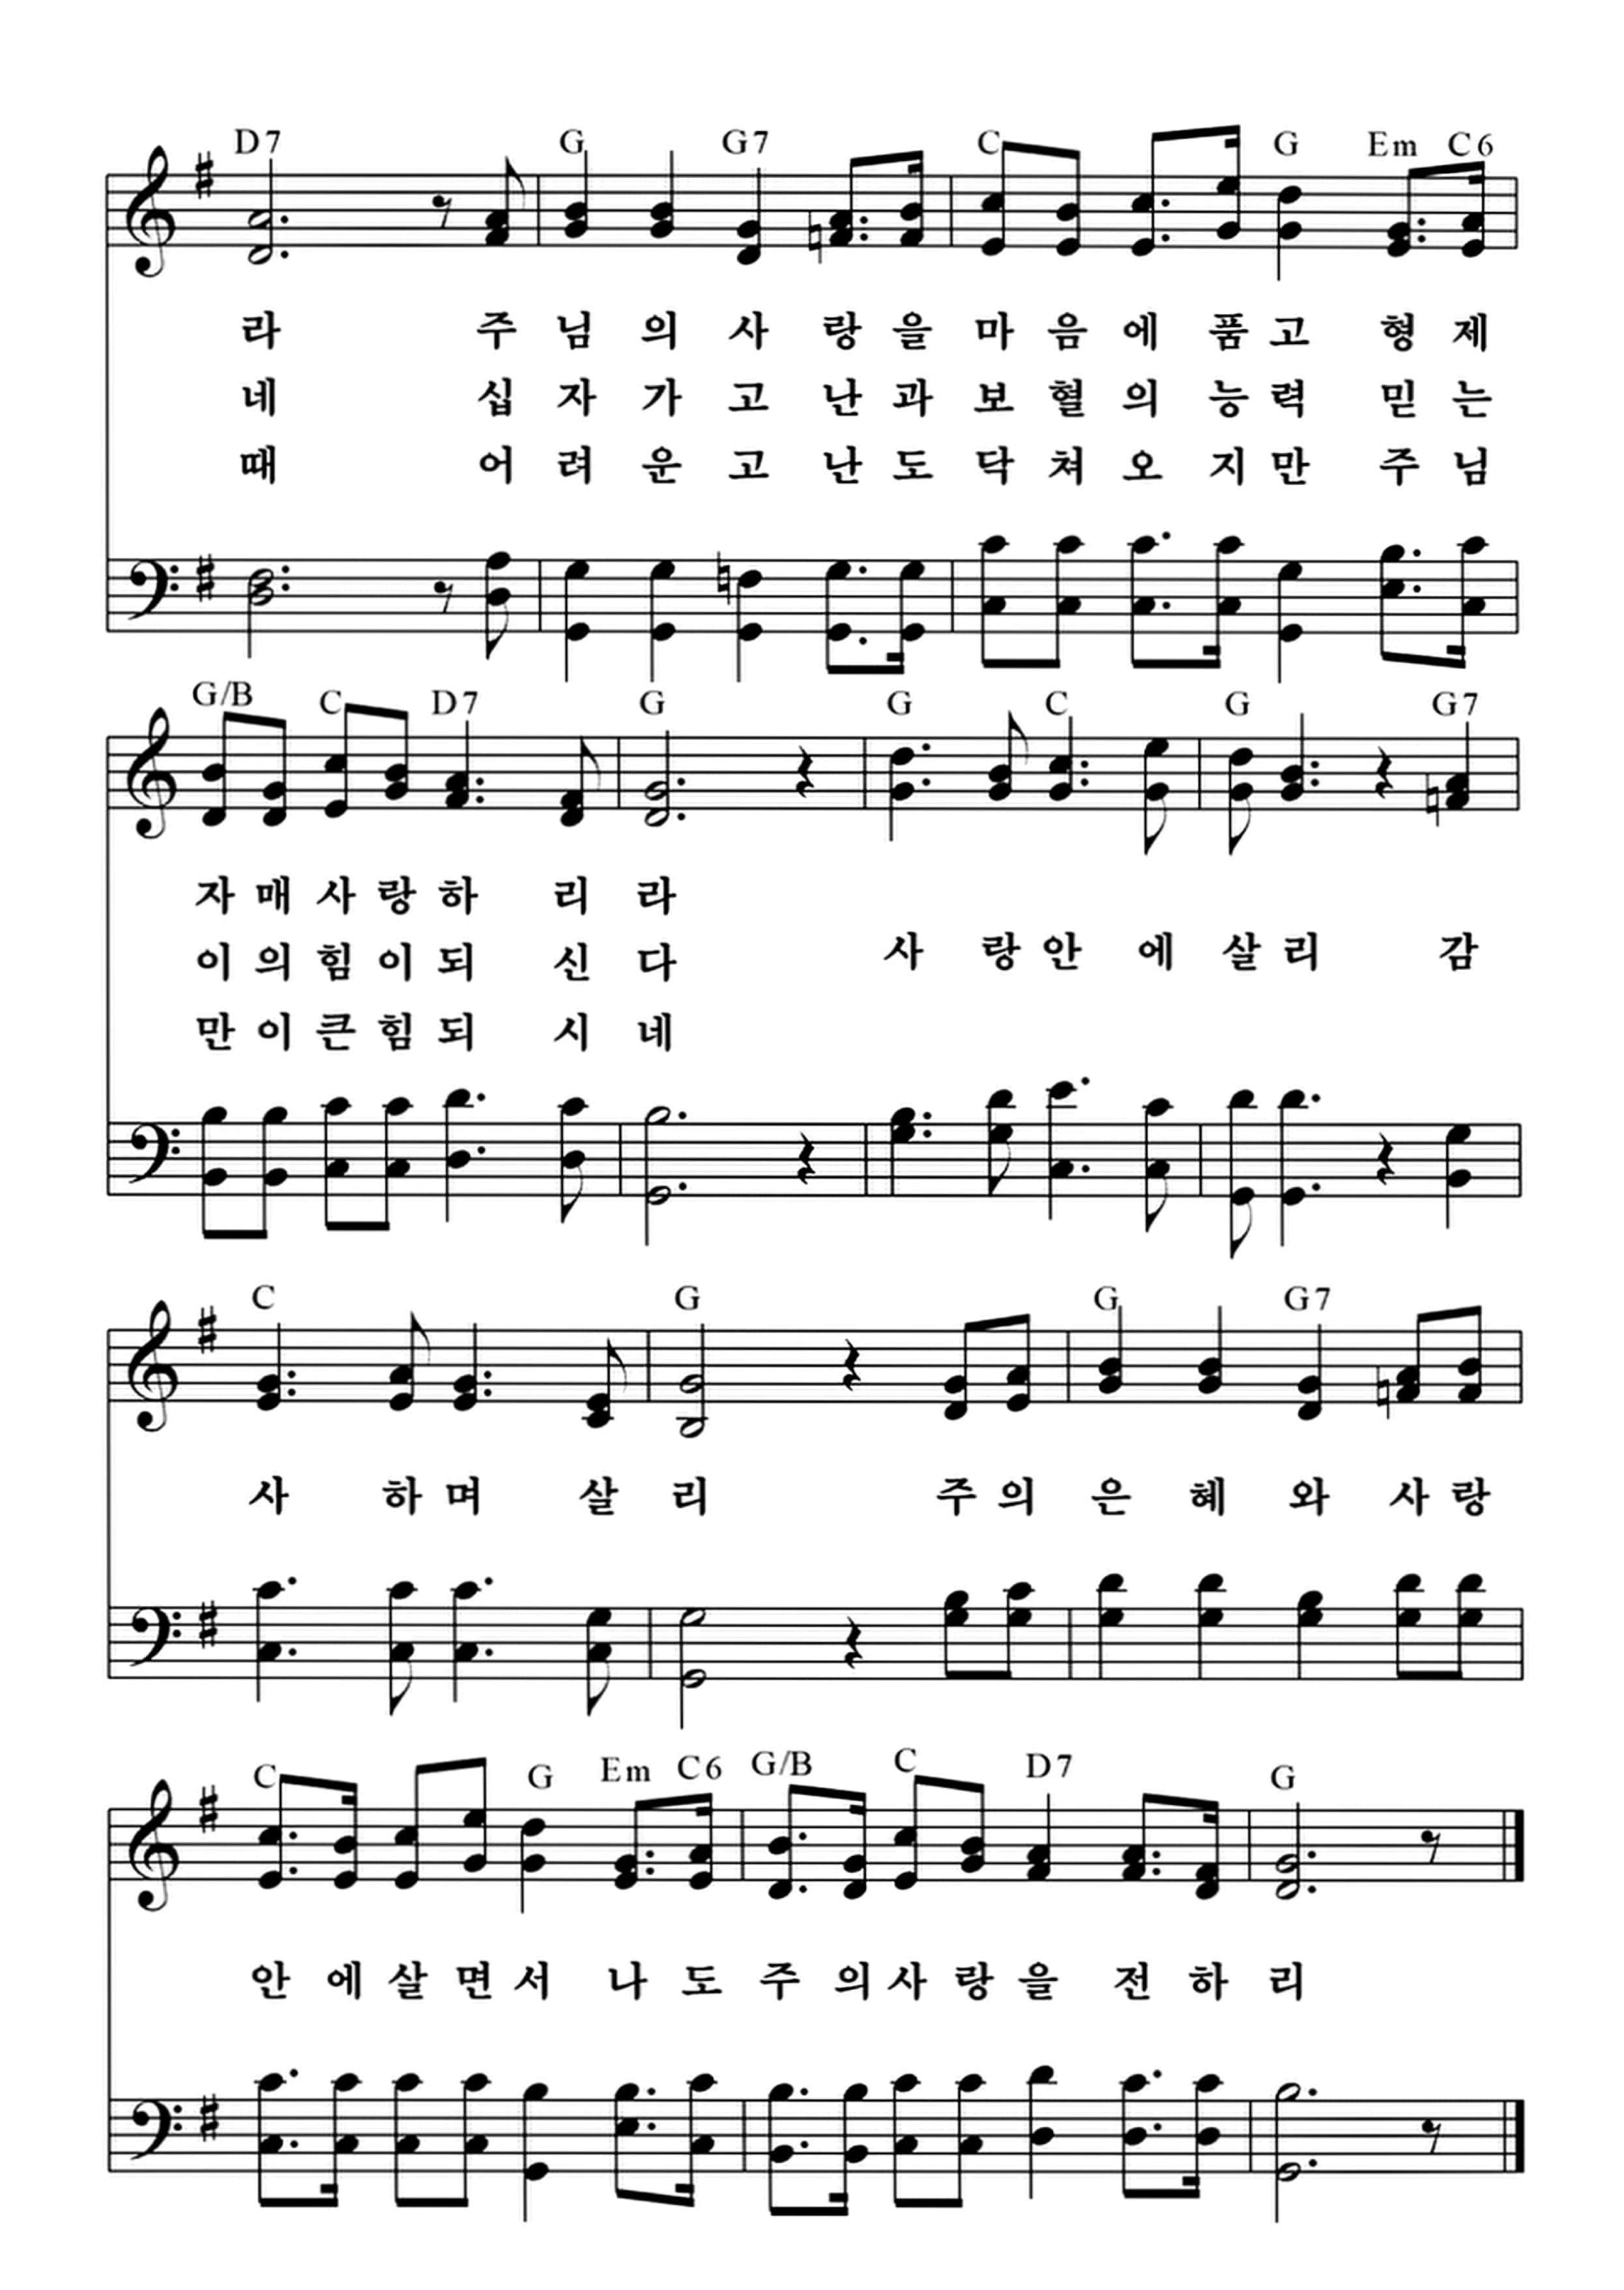 D7 G G7 C G Em C6
라 주 님 의 사 랑 을 마 음 에 품 고 형 제
네 십 자 가 고 난 과 보 혈 의 능 력 믿 는
때 어 려 운 고 난 도 닥 쳐 오 지 만 주 님
G/B C D7 G G C G G7
자 매 사 랑 하 리 라
이 의 힘 이 되 신 다 사 랑 안 에 살 리 감
만 이 큰 힘 되 시 네
C G G G7
사 하 며 살 리 주 의 은 혜 와 사 랑
C G Em C6 G/B C D7 G
안 에 살 면 서 나 도 주 의 사 랑 을 전 하 리